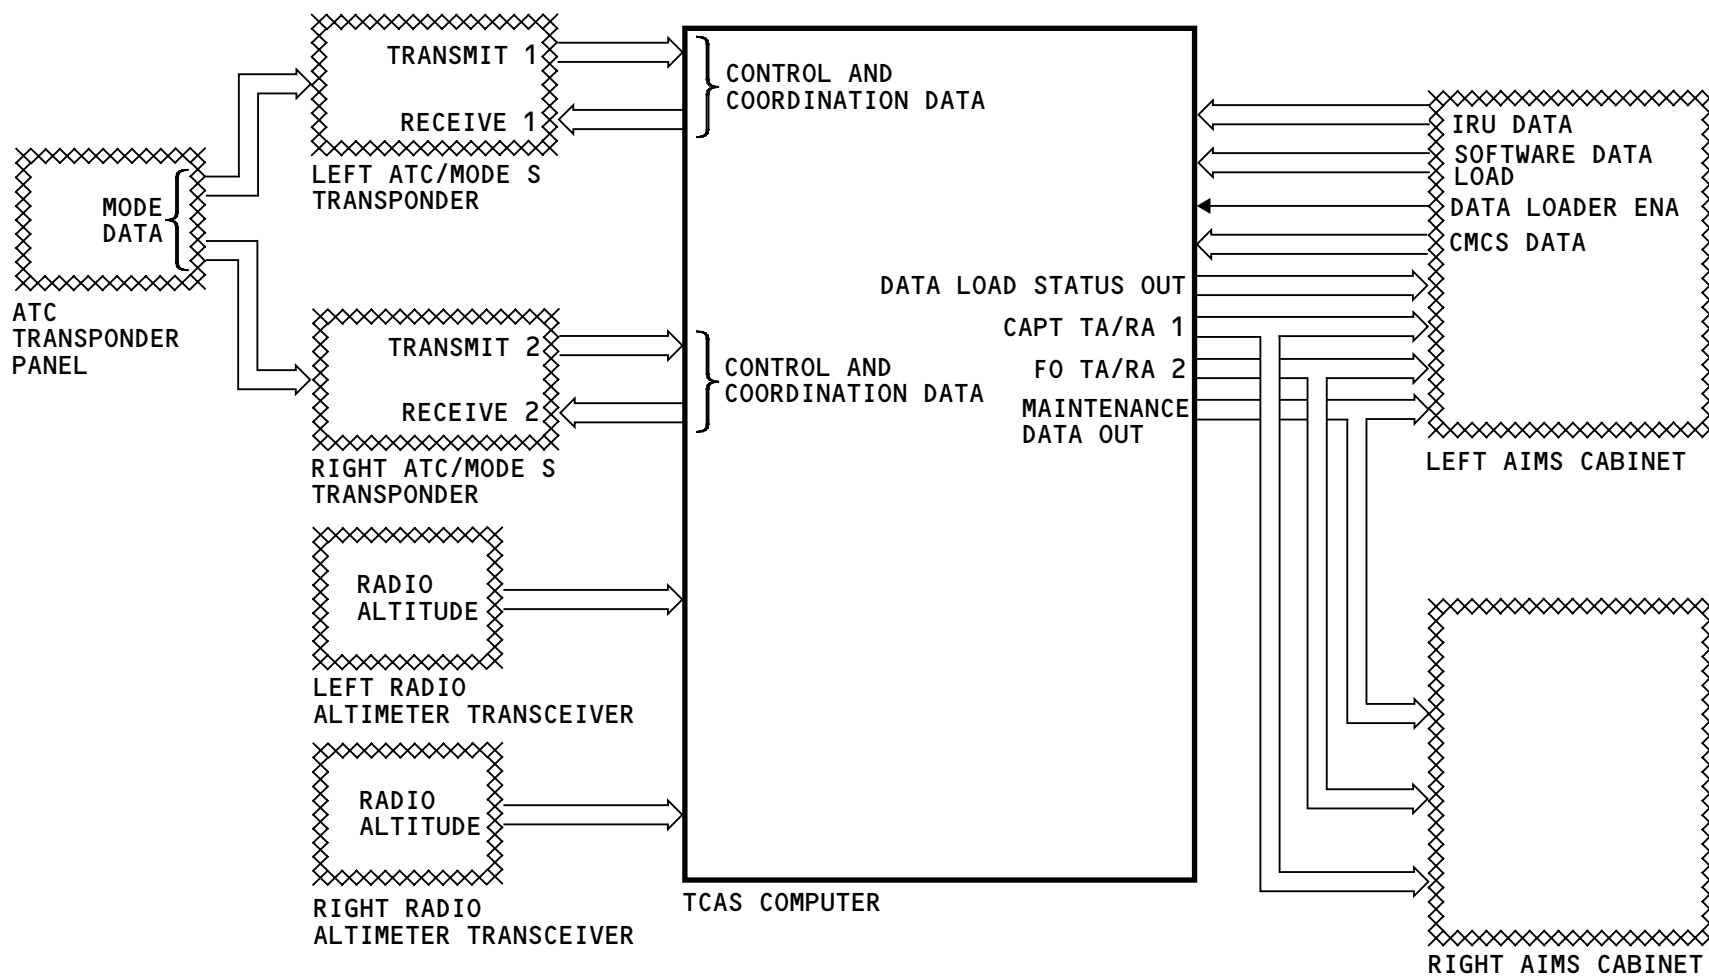 TRANSMIT 1
RECEIVE 1
LEFT ATC/MODE S
TRANSPONDER
MODE
DATA
ATC
TRANSPONDER
PANEL
TRANSMIT 2
RECEIVE 2
RIGHT ATC/MODE S
TRANSPONDER
RADIO
ALTITUDE
LEFT RADIO
ALTIMETER TRANSCEIVER
RADIO
ALTITUDE
RIGHT RADIO
ALTIMETER TRANSCEIVER
CONTROL AND
COORDINATION DATA
CONTROL AND
COORDINATION DATA
DATA LOAD STATUS OUT
CAPT TA/RA 1
FO TA/RA 2
MAINTENANCE
DATA OUT
TCAS COMPUTER
IRU DATA
SOFTWARE DATA
LOAD
DATA LOADER ENA
CMCS DATA
LEFT AIMS CABINET
RIGHT AIMS CABINET